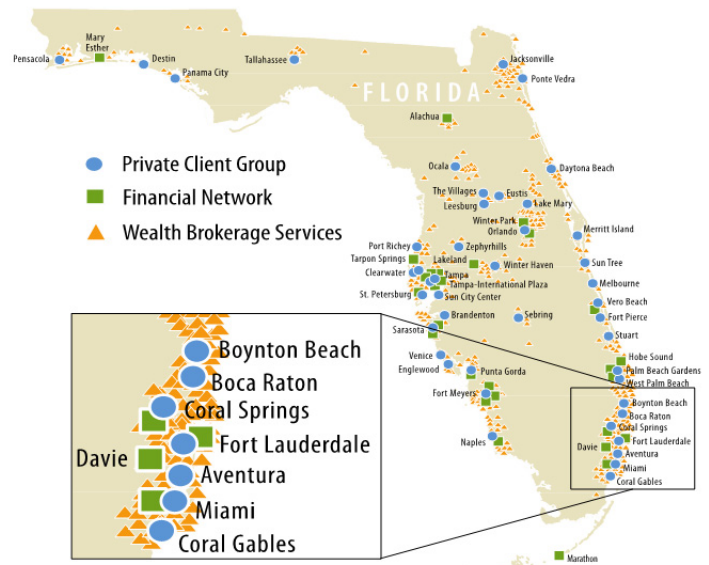 Mary
Esther
Pensacola
Destin
Panama City
Tallahassee
Jacksonville
Ponte Vedra
FLORIDA
Alachua
Private Client Group
Financial Network
Wealth Brokerage Services
Ocala
Daytona Beach
The Villages
Eustis
Leesburg
Lake Mary
Winter Park
Orlando
Merritt Island
Port Richey
Zephyrhills
Tarpon Springs
Lakeland
Winter Haven
Sun Tree
Clearwater
Tampa
Tampa-International Plaza
Melbourne
St. Petersburg
Sun City Center
Vero Beach
Brandenton
Sebring
Fort Pierce
Sarasota
Stuart
Venice
Englewood
Punta Gorda
Hobe Sound
Palm Beach Gardens
West Palm Beach
Fort Meyers
Naples
Boynton Beach
Boca Raton
Coral Springs
Fort Lauderdale
Davie
Aventura
Miami
Coral Gables
Boynton Beach
Boca Raton
Coral Springs
Fort Lauderdale
Davie
Aventura
Miami
Coral Gables
Marathon